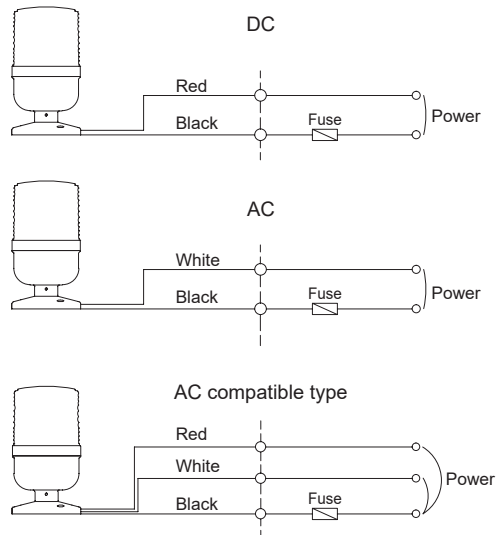 DC
Red
Black
Fuse
Power
AC
White
Black
Fuse
Power
AC compatible type
Red
White
Black
Fuse
Power